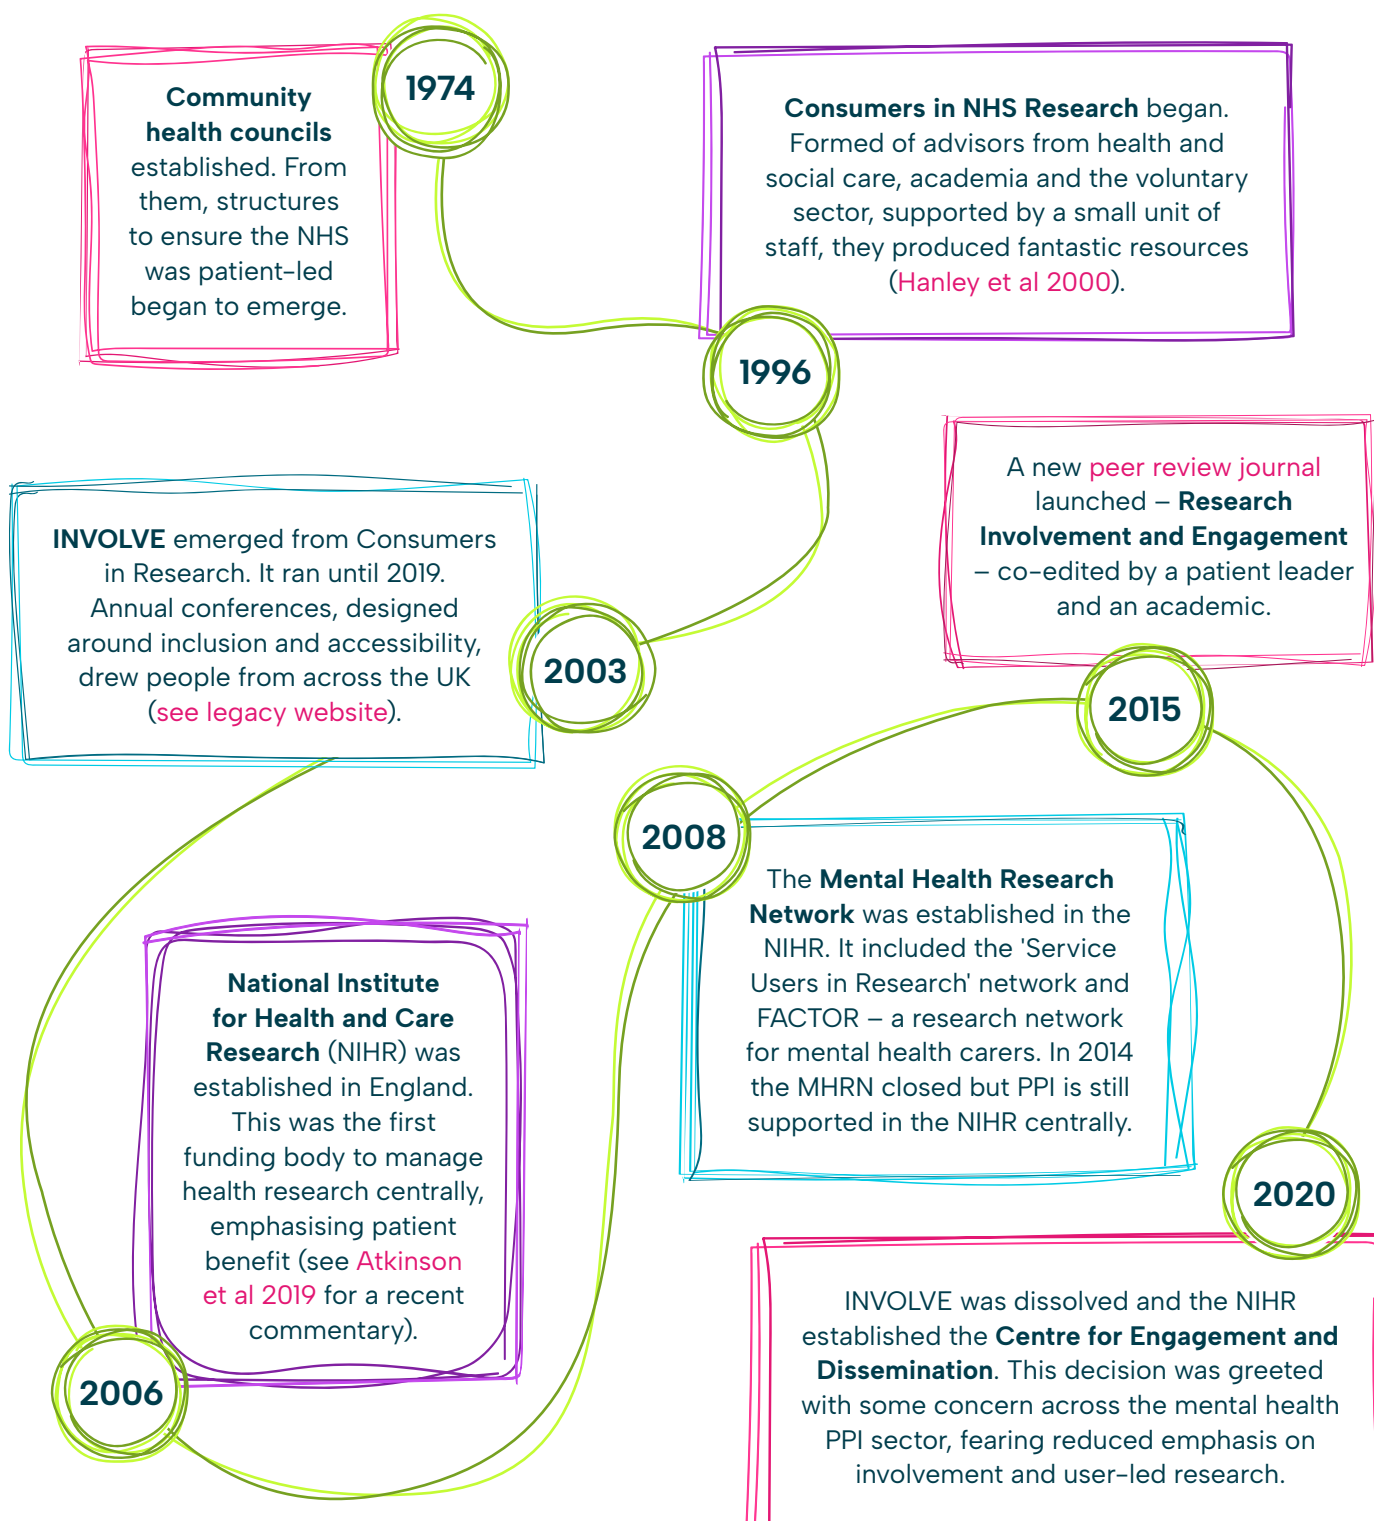 1974
Community
health councils
established. From
them, structures
to ensure the NHS
was patient-led
began to emerge.
1996
Consumers in NHS Research began.
Formed of advisors from health and
social care, academia and the voluntary
sector, supported by a small unit of
staff, they produced fantastic resources
(Hanley et al 2000).
2003
INVOLVE emerged from Consumers
in Research. It ran until 2019.
Annual conferences, designed
around inclusion and accessibility,
drew people from across the UK
(see legacy website).
2006
National Institute
for Health and Care
Research (NIHR) was
established in England.
This was the first
funding body to manage
health research centrally,
emphasising patient
benefit (see Atkinson
et al 2019 for a recent
commentary).
2008
The Mental Health Research
Network was established in the
NIHR. It included the 'Service
Users in Research' network and
FACTOR – a research network
for mental health carers. In 2014
the MHRN closed but PPI is still
supported in the NIHR centrally.
2015
A new peer review journal
launched – Research
Involvement and Engagement
– co-edited by a patient leader
and an academic.
2020
INVOLVE was dissolved and the NIHR
established the Centre for Engagement and
Dissemination. This decision was greeted
with some concern across the mental health
PPI sector, fearing reduced emphasis on
involvement and user-led research.